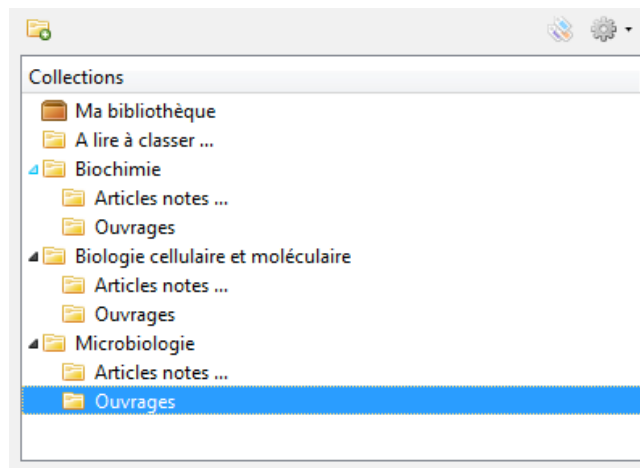 Collections
Ma bibliothèque
A lire à classer ...
Biochimie
Articles notes ...
Ouvrages
Biologie cellulaire et moléculaire
Articles notes ...
Ouvrages
Microbiologie
Articles notes ...
Ouvrages